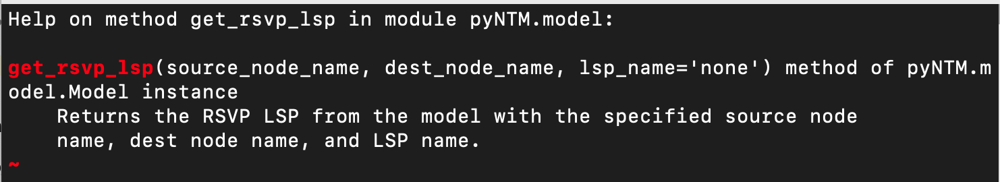 Help on method get_rsvp_lsp in module pyNTM.model:
get_rsvp_lsp(source_node_name, dest_node_name, lsp_name='none') method of pyNTM.m
odel.Model instance
    Returns the RSVP LSP from the model with the specified source node
    name, dest node name, and LSP name.
~